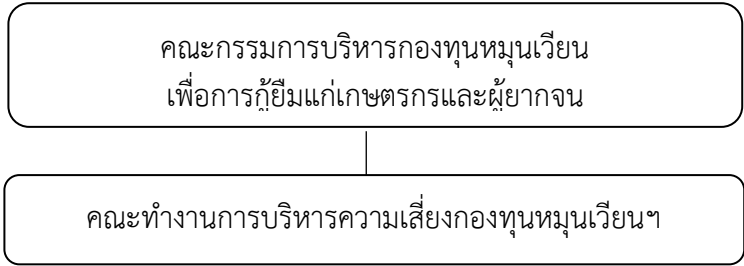 คณะกรรมการบริหารกองทุนหมุนเวียน
เพื่อการกู้ยืมแก่เกษตรกรและผู้ยากจน
คณะทำงานการบริหารความเสี่ยงกองทุนหมุนเวียนฯ